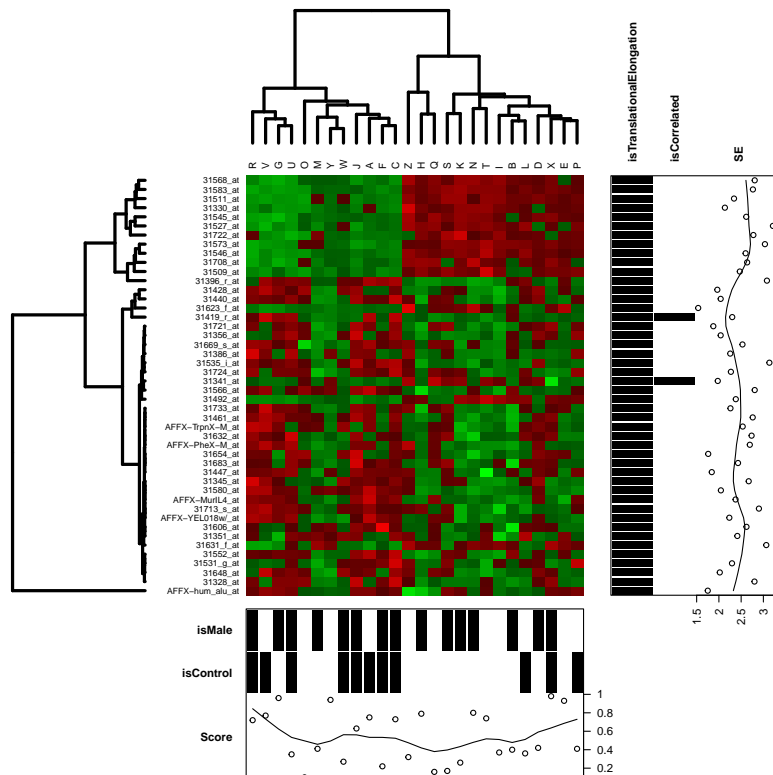 isTranslationalElongation
isCorrelated
SE
R V G U O M Y W J A F C Z H Q S K N T I B L D X E P
31568_at
31583_at
31511_at
31330_at
31545_at
31527_at
31722_at
31573_at
31546_at
31708_at
31509_at
31396_r_at
31428_at
31440_at
31623_f_at
31419_r_at
31721_at
31356_at
31669_s_at
31386_at
31535_i_at
31724_at
31341_at
31566_at
31492_at
31733_at
31461_at
AFFX−TrpnX−M_at
31632_at
AFFX−PheX−M_at
31654_at
31683_at
31447_at
31345_at
31580_at
AFFX−MurIL4_at
31713_s_at
AFFX−YEL018w/_at
31606_at
31351_at
31631_f_at
31552_at
31531_g_at
31648_at
31328_at
AFFX−hum_alu_at
1.5 2 2.5 3
isMale
isControl
Score
1
0.8
0.6
0.4
0.2